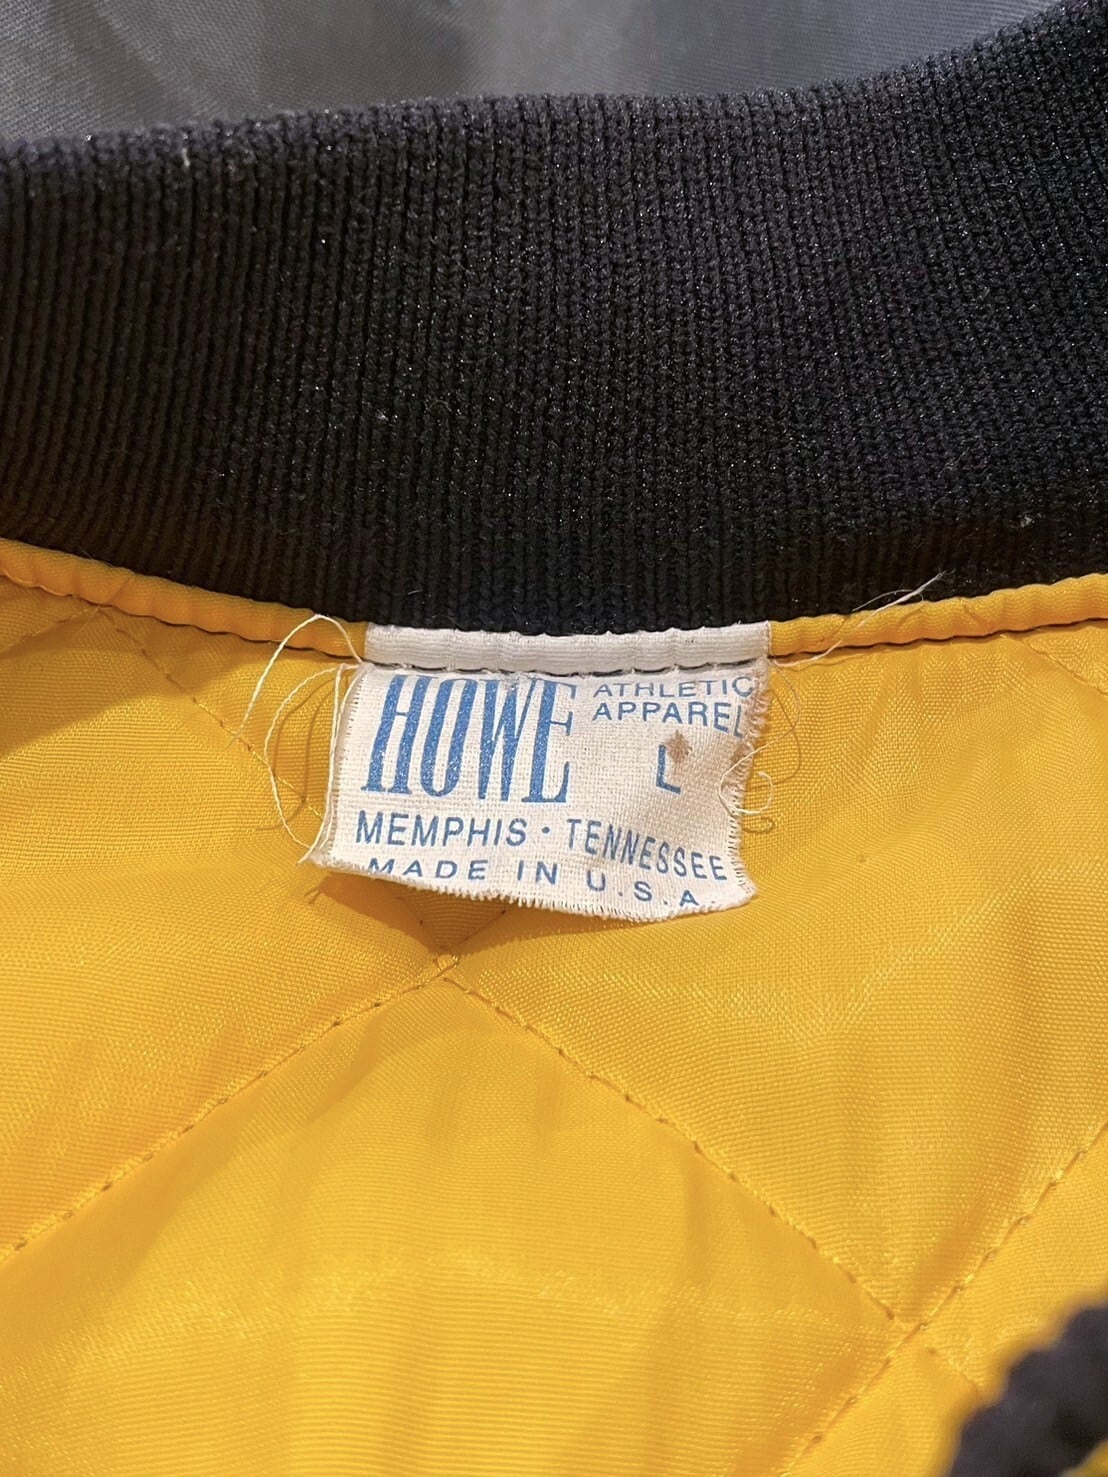 HOWE ATHLETIC
APPAREL
L
MEMPHIS · TENNESSEE
MADE IN U.S.A.